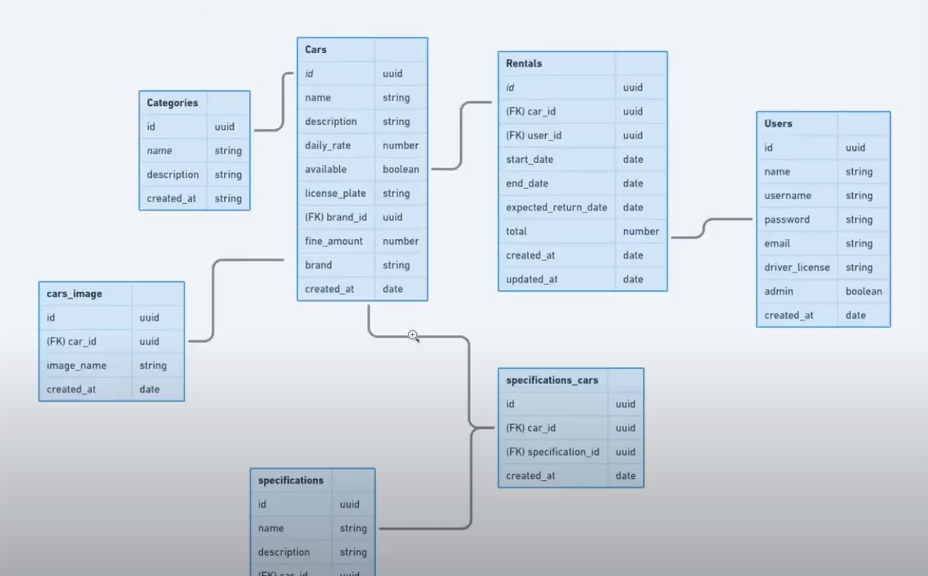 Cars
id uuid
name string
description string
daily_rate number
available boolean
license_plate string
(FK) brand_id uuid
fine_amount number
brand string
created_at date
Rentals
id uuid
(FK) car_id uuid
(FK) user_id uuid
start_date date
end_date date
expected_return_date date
total number
created_at date
updated_at date
Categories
id uuid
name string
description string
created_at string
Users
id uuid
name string
username string
password string
email string
driver_license string
admin boolean
created_at date
cars_image
id uuid
(FK) car_id uuid
image_name string
created_at date
specifications_cars
id uuid
(FK) car_id uuid
(FK) specification_id uuid
created_at date
specifications
id uuid
name string
description string
(FK) car_id uuid